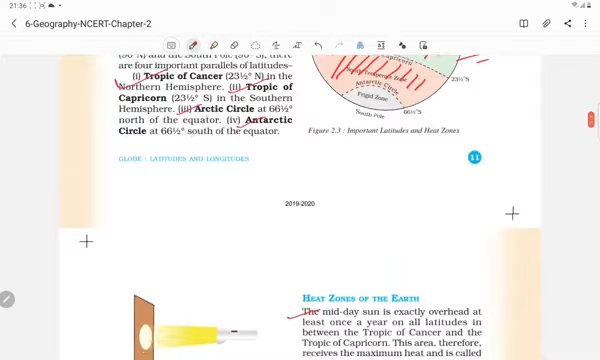 21:36
6-Geography-NCERT-Chapter-2
are four important parallels of latitudes–
(i) Tropic of Cancer (23½° N) in the
Northern Hemisphere. (ii) Tropic of
Capricorn (23½° S) in the Southern
Hemisphere. (iii) Arctic Circle at 66½°
north of the equator. (iv) Antarctic
Circle at 66½° south of the equator.
Capricorn
23½°S
South Temperate Zone
Antarctic Circle
Frigid Zone
66½°S
South Pole
Figure 2.3 : Important Latitudes and Heat Zones
GLOBE : LATITUDES AND LONGITUDES
11
2019-2020
HEAT ZONES OF THE EARTH
The mid-day sun is exactly overhead at
least once a year on all latitudes in
between the Tropic of Cancer and the
Tropic of Capricorn. This area, therefore,
receives the maximum heat and is called